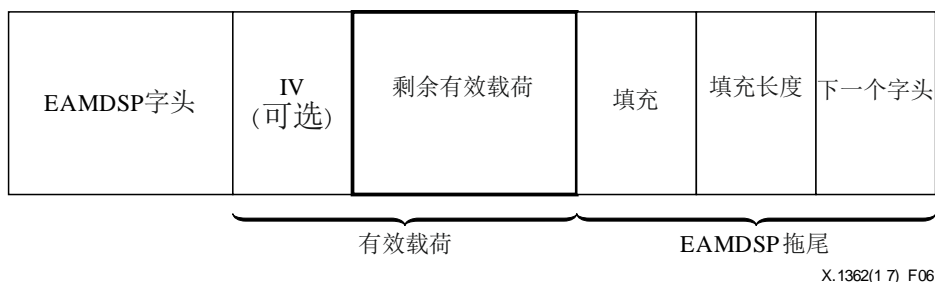 EAMDSP字头
IV
(可选)
剩余有效载荷
填充
填充长度
下一个字头
有效载荷
EAMDSP拖尾
X.1362(17)_F06